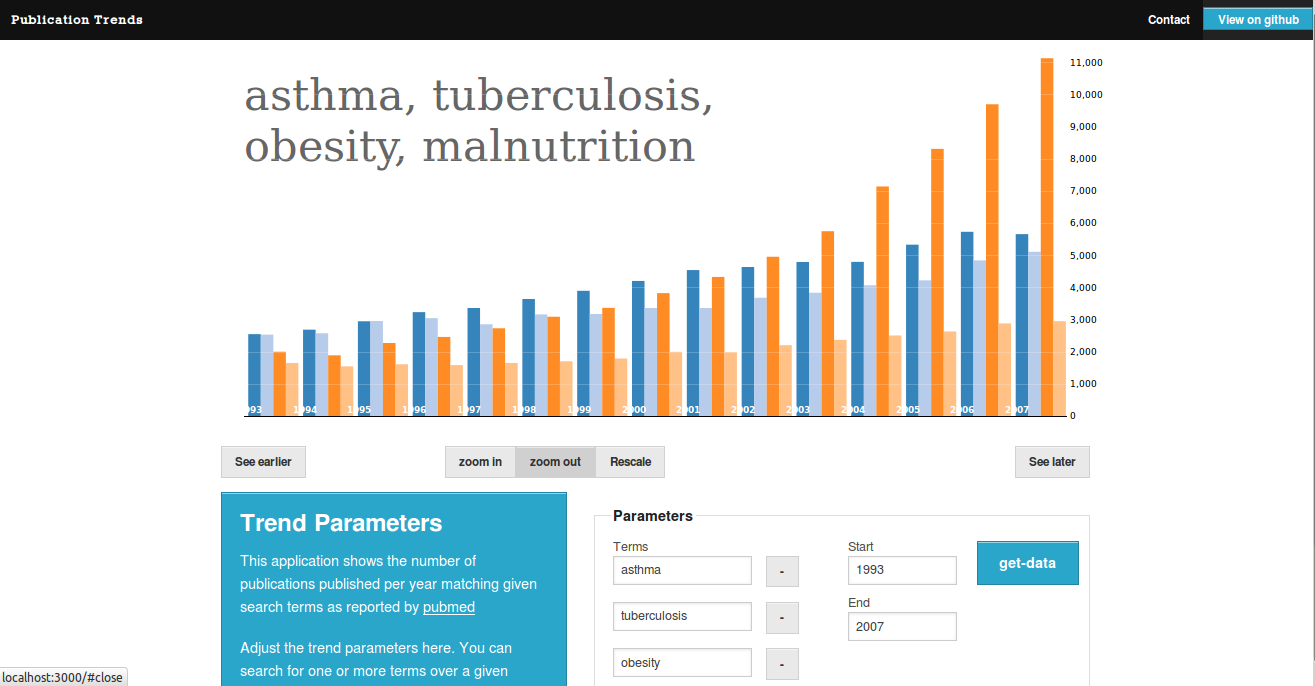 Publication Trends
Contact
View on github
asthma, tuberculosis,
obesity, malnutrition
11,000
10,000
9,000
8,000
7,000
6,000
5,000
4,000
3,000
2,000
1,000
0
993 1994 1995 1996 1997 1998 1999 2000 2001 2002 2003 2004 2005 2006 2007
See earlier
zoom in
zoom out
Rescale
See later
Trend Parameters
This application shows the number of
publications published per year matching given
search terms as reported by pubmed
Adjust the trend parameters here. You can
search for one or more terms over a given
Parameters
Terms
asthma
-
tuberculosis
-
obesity
-
Start
1993
End
2007
get-data
localhost:3000/#close